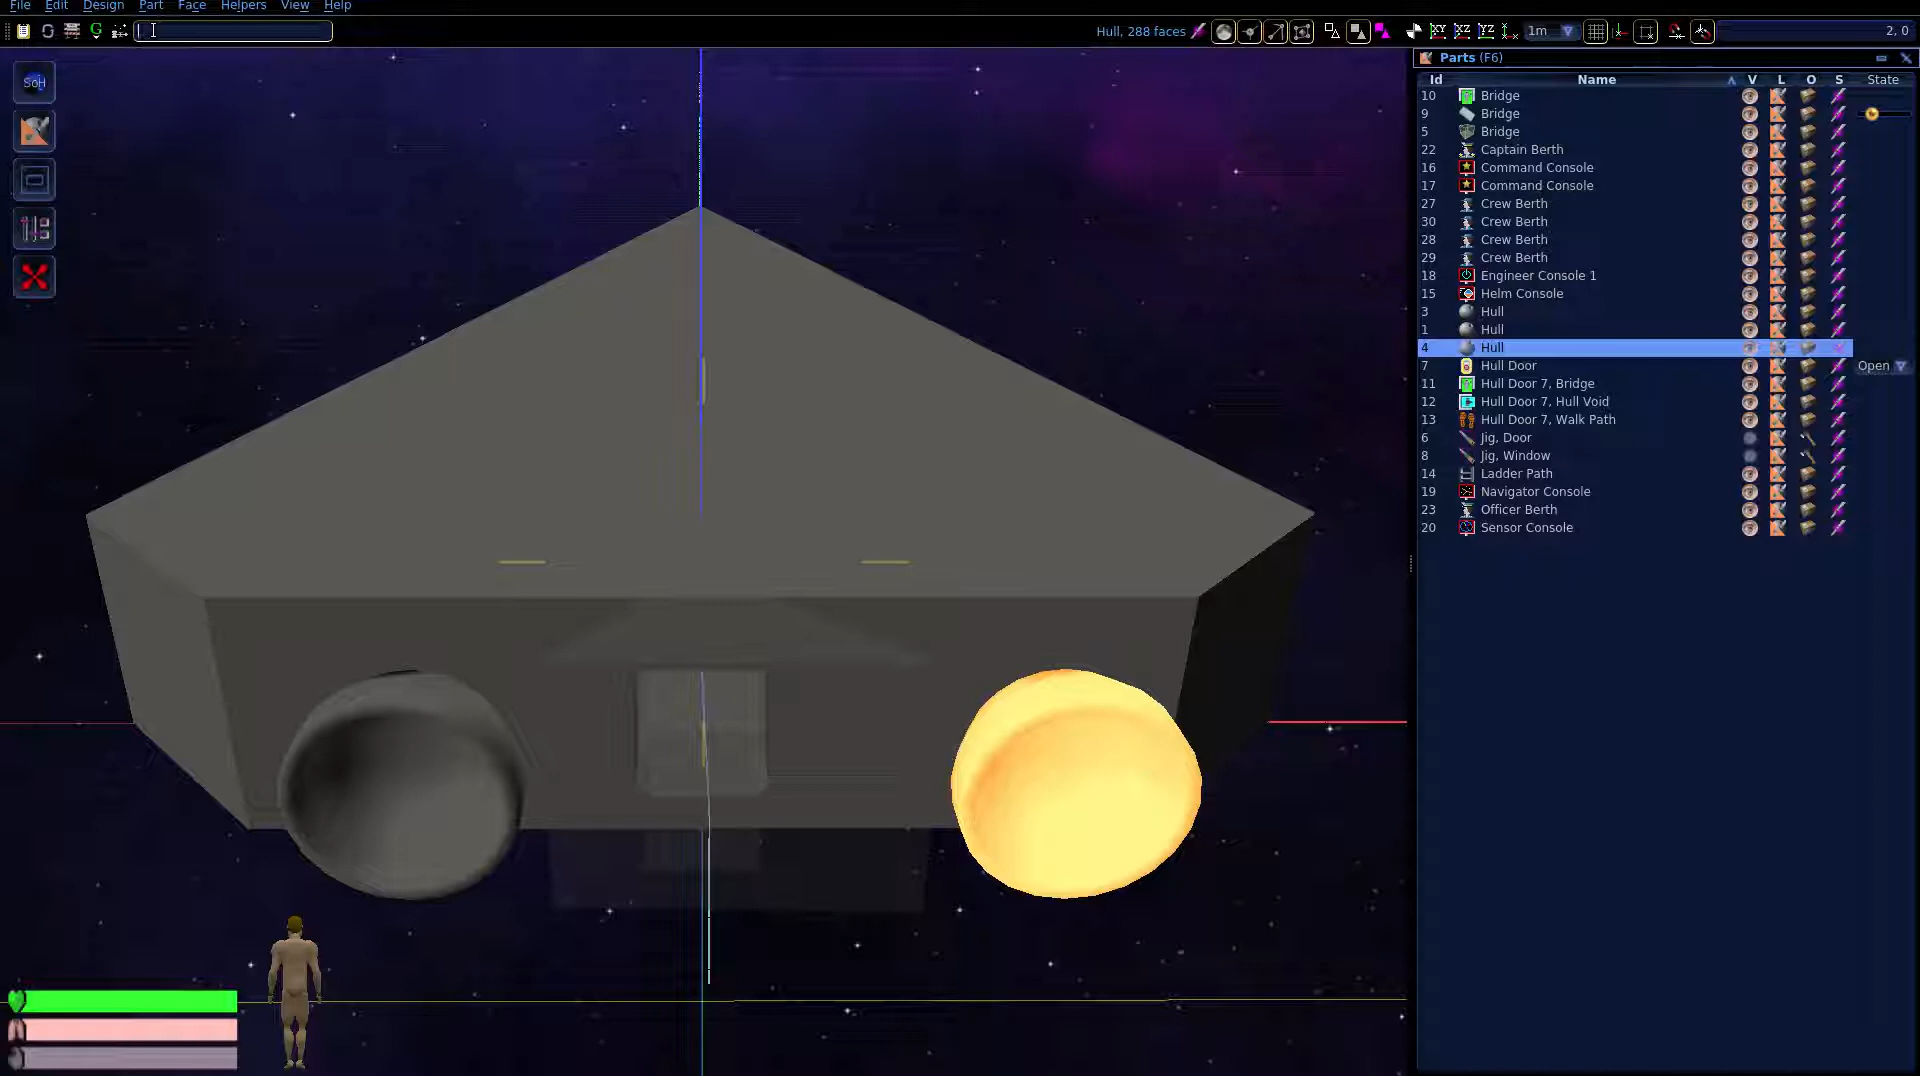 File Edit Design Part Face Helpers View Help
G Hull, 288 faces XY XZ YZ 1m 2, 0
SoH
Parts (F6)
Id Name V L O S State
10 Bridge
9 Bridge
5 Bridge
22 Captain Berth
16 Command Console
17 Command Console
27 Crew Berth
30 Crew Berth
28 Crew Berth
29 Crew Berth
18 Engineer Console 1
15 Helm Console
3 Hull
1 Hull
4 Hull
7 Hull Door Open
11 Hull Door 7, Bridge
12 Hull Door 7, Hull Void
13 Hull Door 7, Walk Path
6 Jig, Door
8 Jig, Window
14 Ladder Path
19 Navigator Console
23 Officer Berth
20 Sensor Console